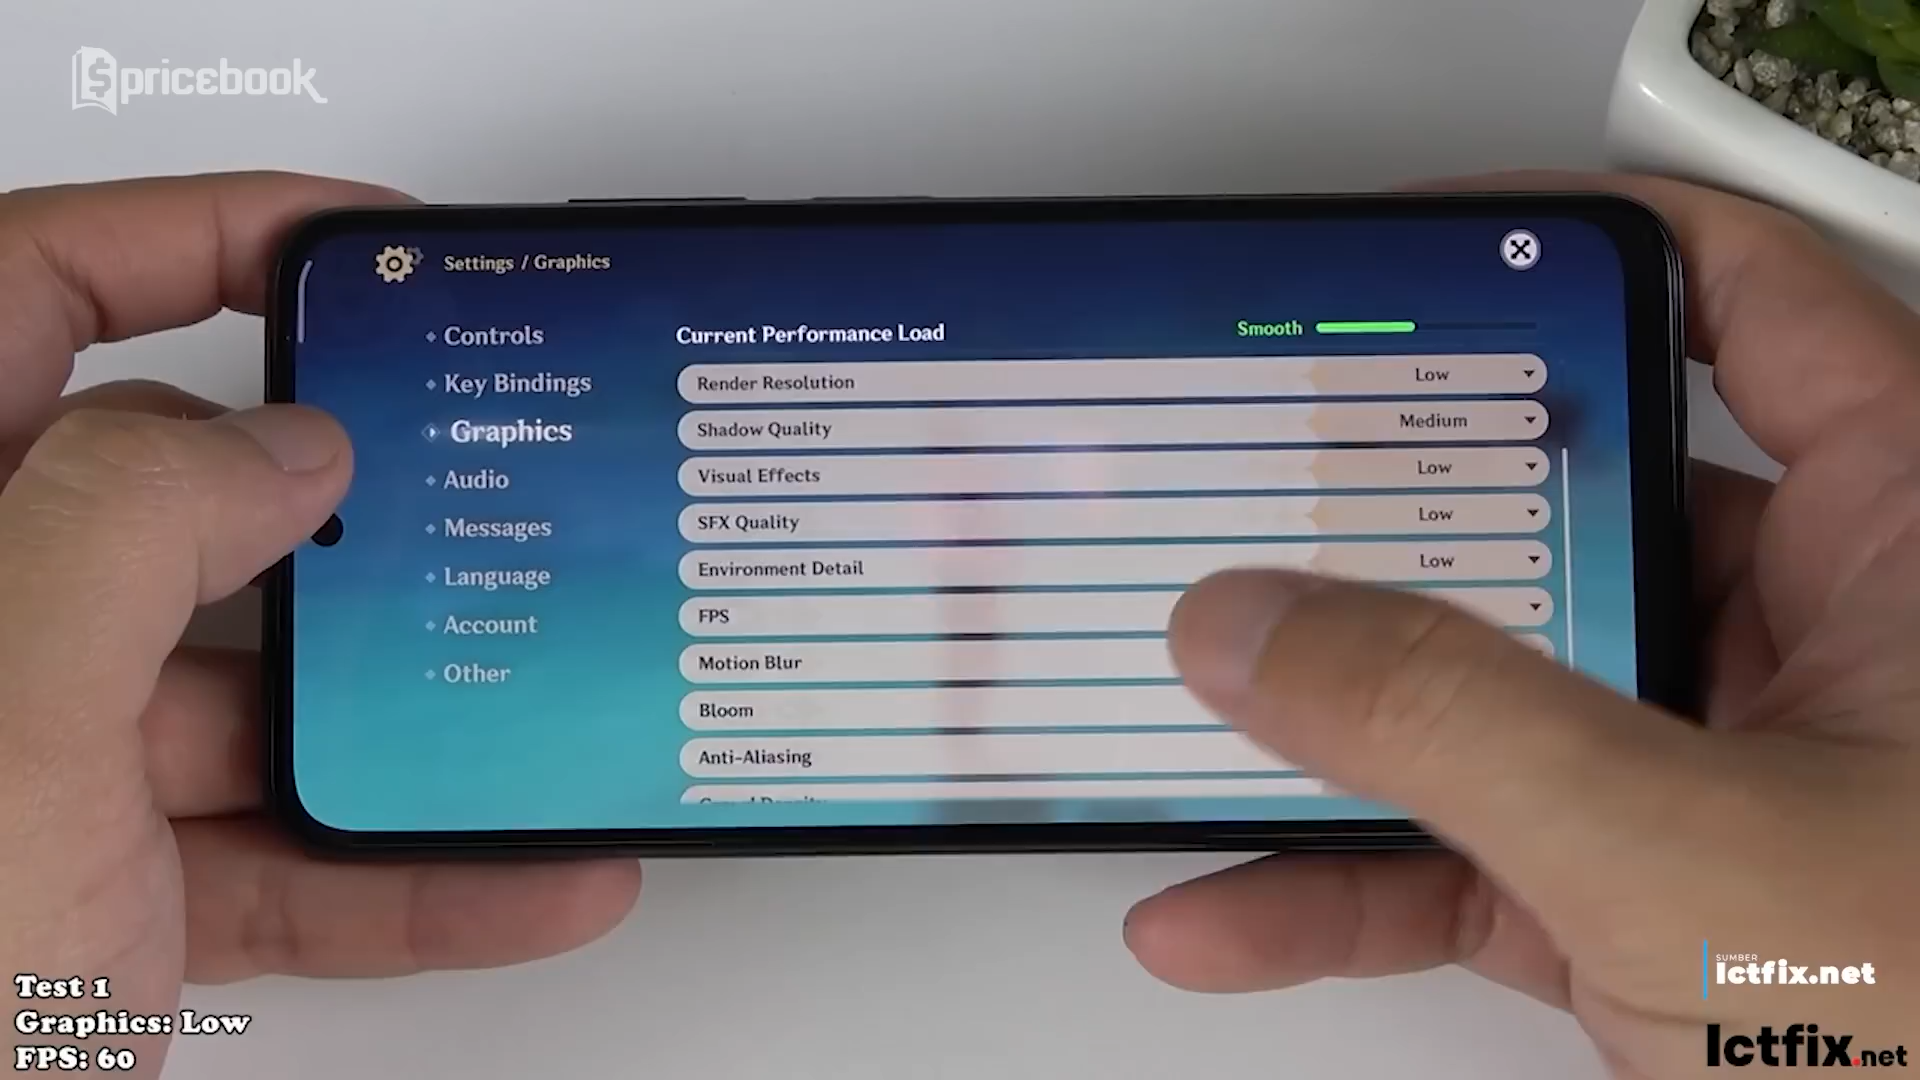 pricebook
Settings / Graphics
Controls
Key Bindings
Graphics
Audio
Messages
Language
Account
Other
Current Performance Load
Smooth
Render Resolution
Low
Shadow Quality
Medium
Visual Effects
Low
SFX Quality
Low
Environment Detail
Low
FPS
Motion Blur
Bloom
Anti-Aliasing
Test 1
Graphics: Low
FPS: 60
SUMBER
Ictfix.net
Ictfix.net